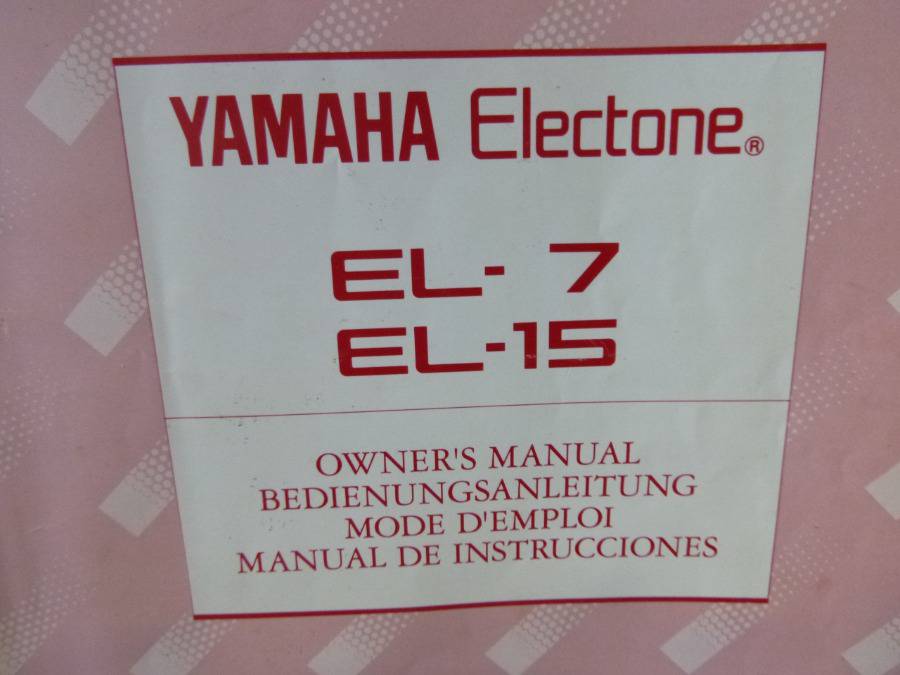 YAMAHA Electone®
EL- 7
EL-15
OWNER'S MANUAL
BEDIENUNGSANLEITUNG
MODE D'EMPLOI
MANUAL DE INSTRUCCIONES